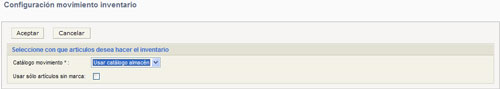 Configuración movimiento inventario
Aceptar Cancelar
Seleccione con que artículos desea hacer el inventario
Catálogo movimiento * : Usar catálogo almacén
Usar sólo artículos sin marca: